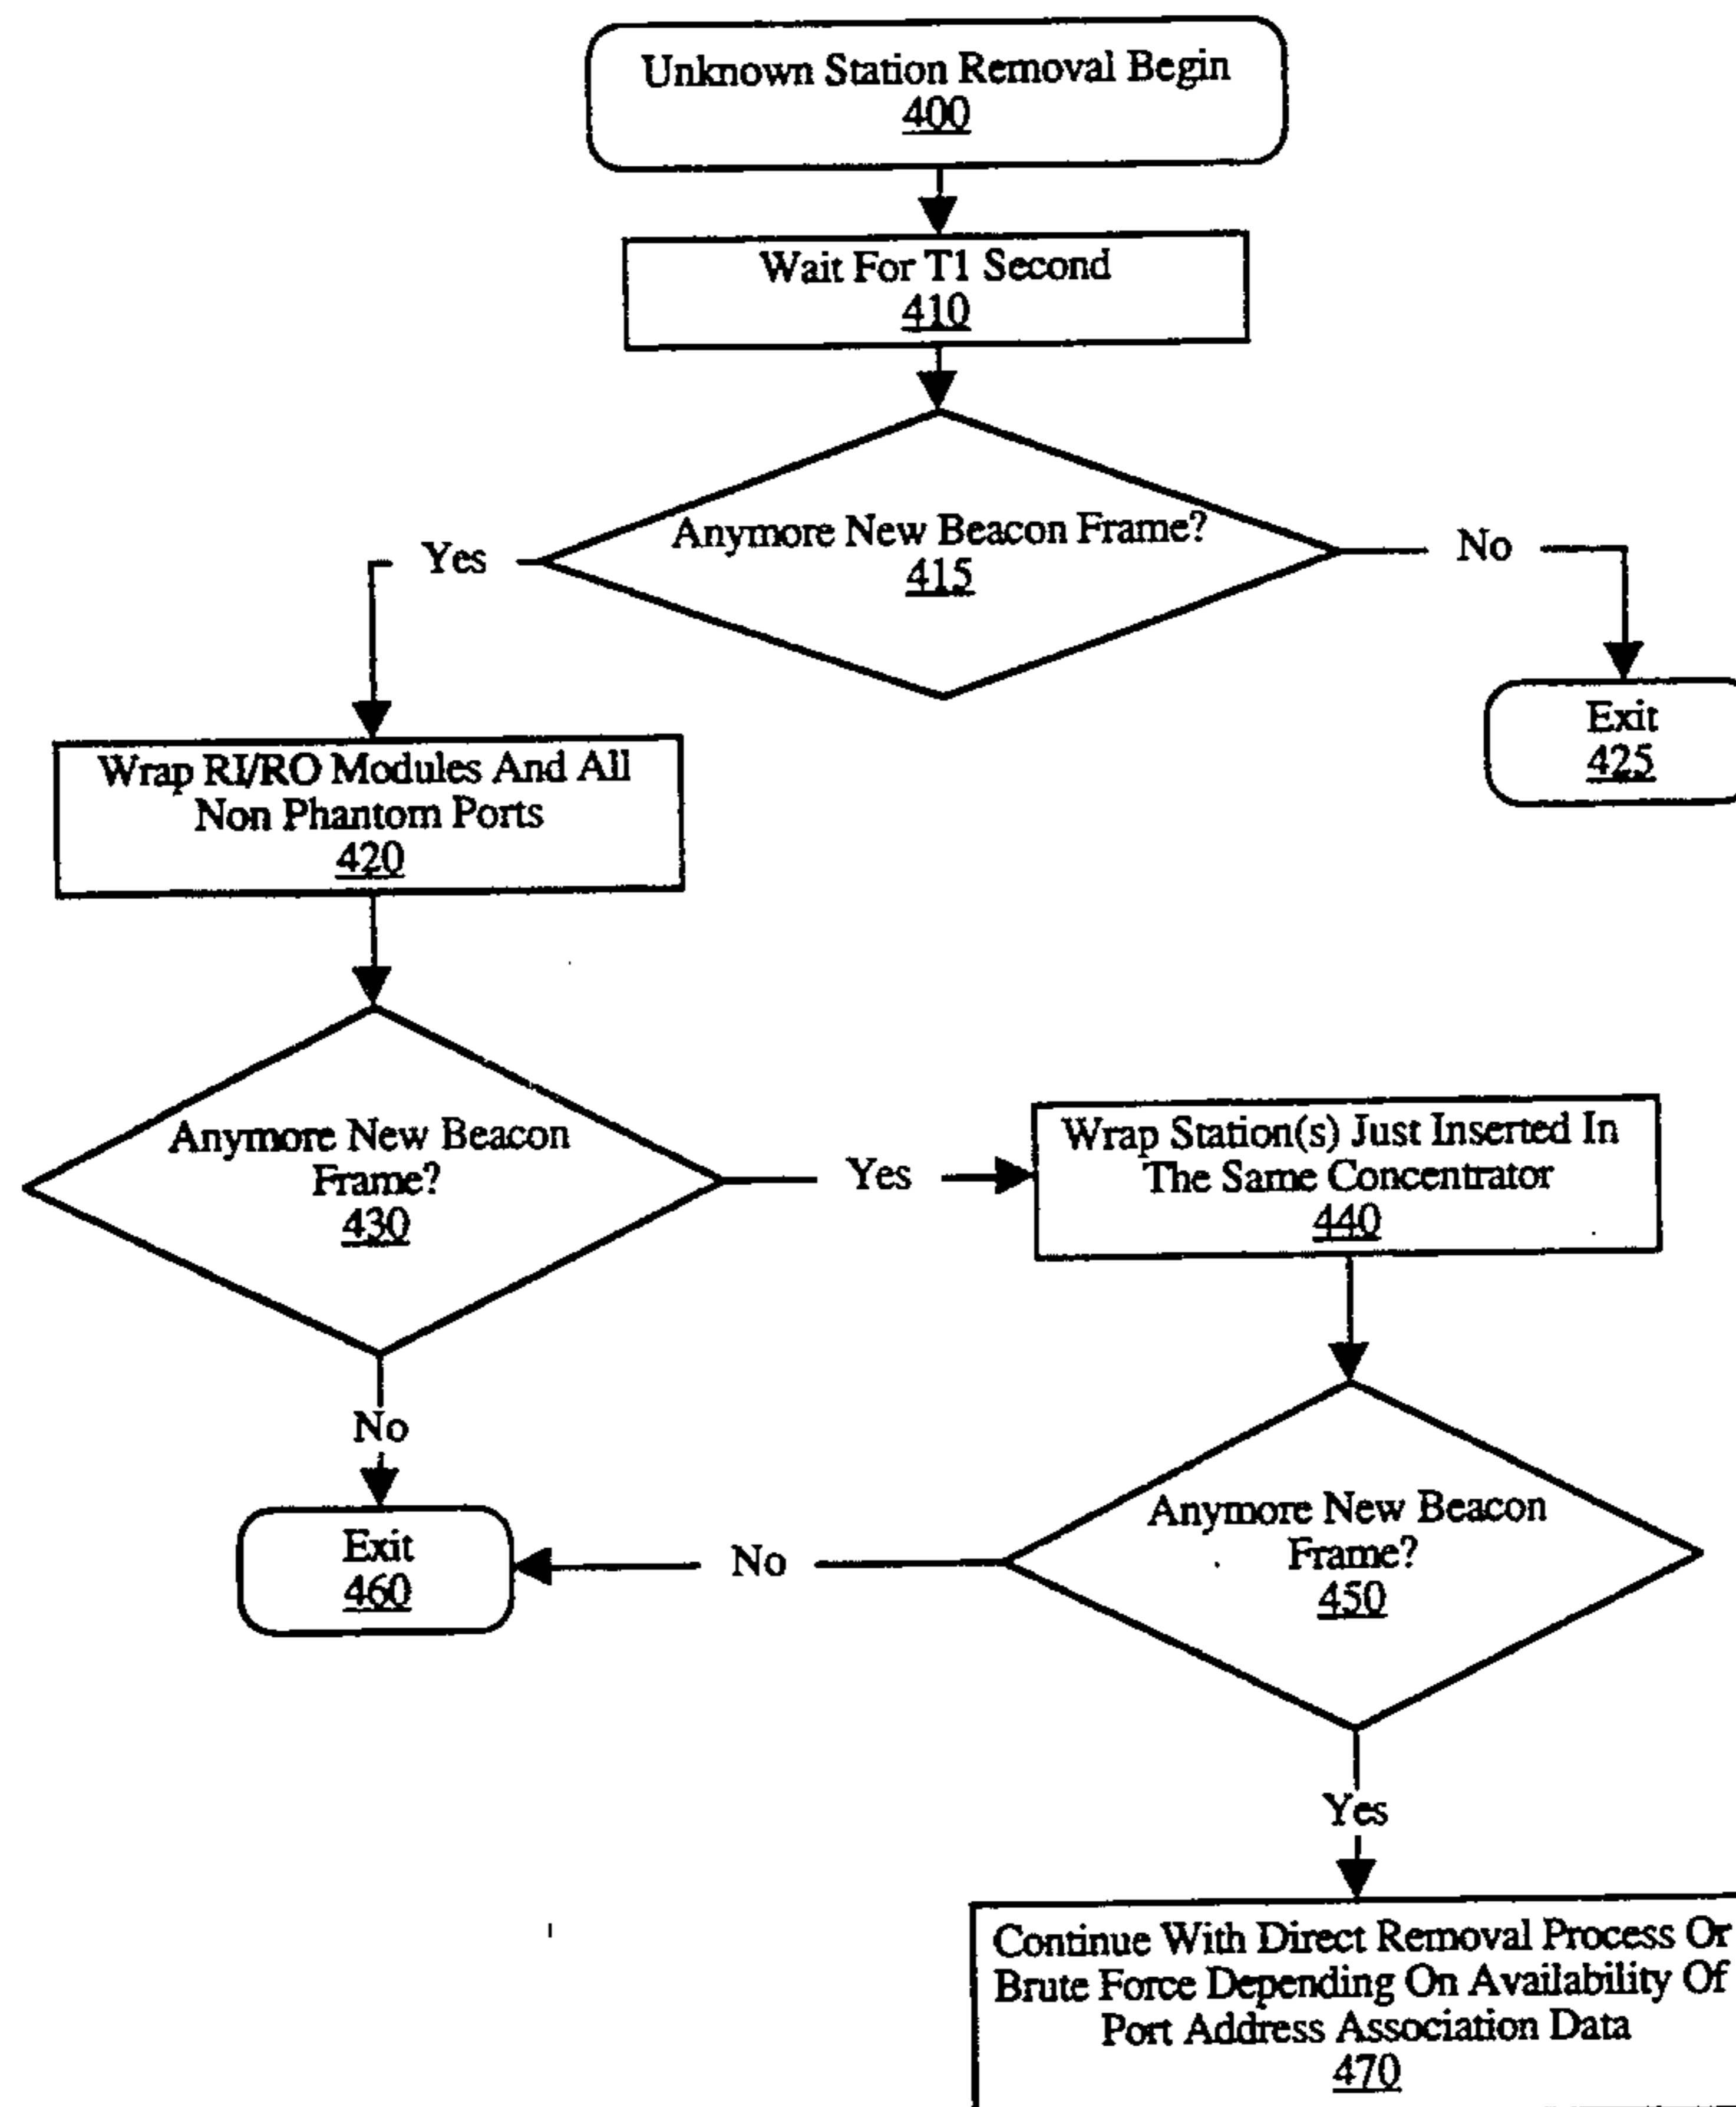 Unknown Station Removal Begin
400
Wait For T1 Second
410
Anymore New Beacon Frame?
415
Yes
No
Exit
425
Wrap RI/RO Modules And All
Non Phantom Ports
420
Anymore New Beacon
Frame?
430
Yes
Wrap Station(s) Just Inserted In
The Same Concentrator
440
No
Exit
460
No
Anymore New Beacon
Frame?
450
Yes
Continue With Direct Removal Process Or
Brute Force Depending On Availability Of
Port Address Association Data
470